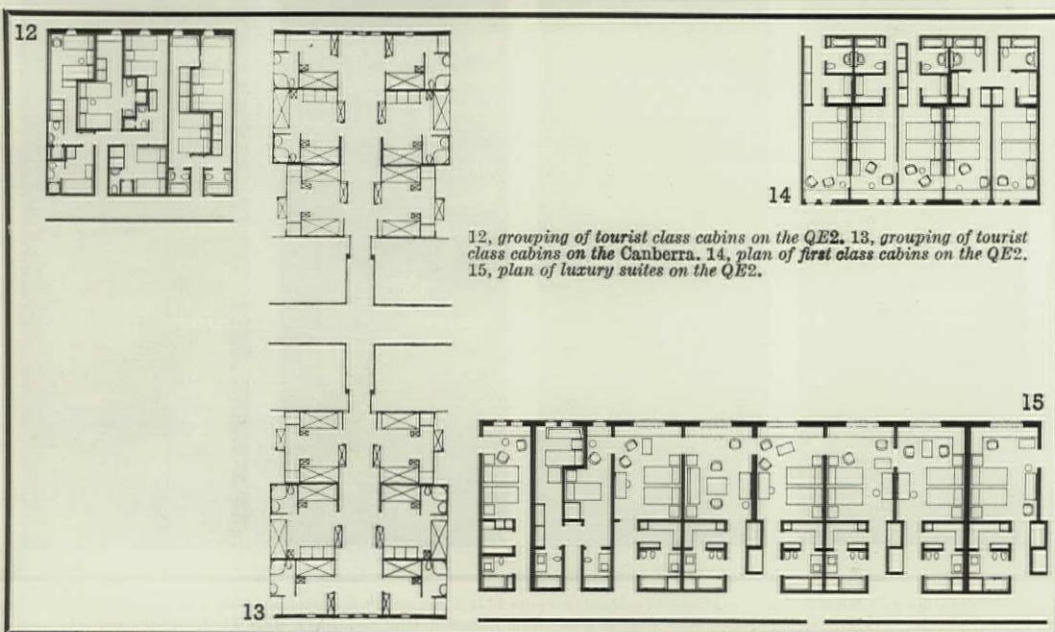 12
14
12, grouping of tourist class cabins on the QE2. 13, grouping of tourist
class cabins on the Canberra. 14, plan of first class cabins on the QE2.
15, plan of luxury suites on the QE2.
15
13